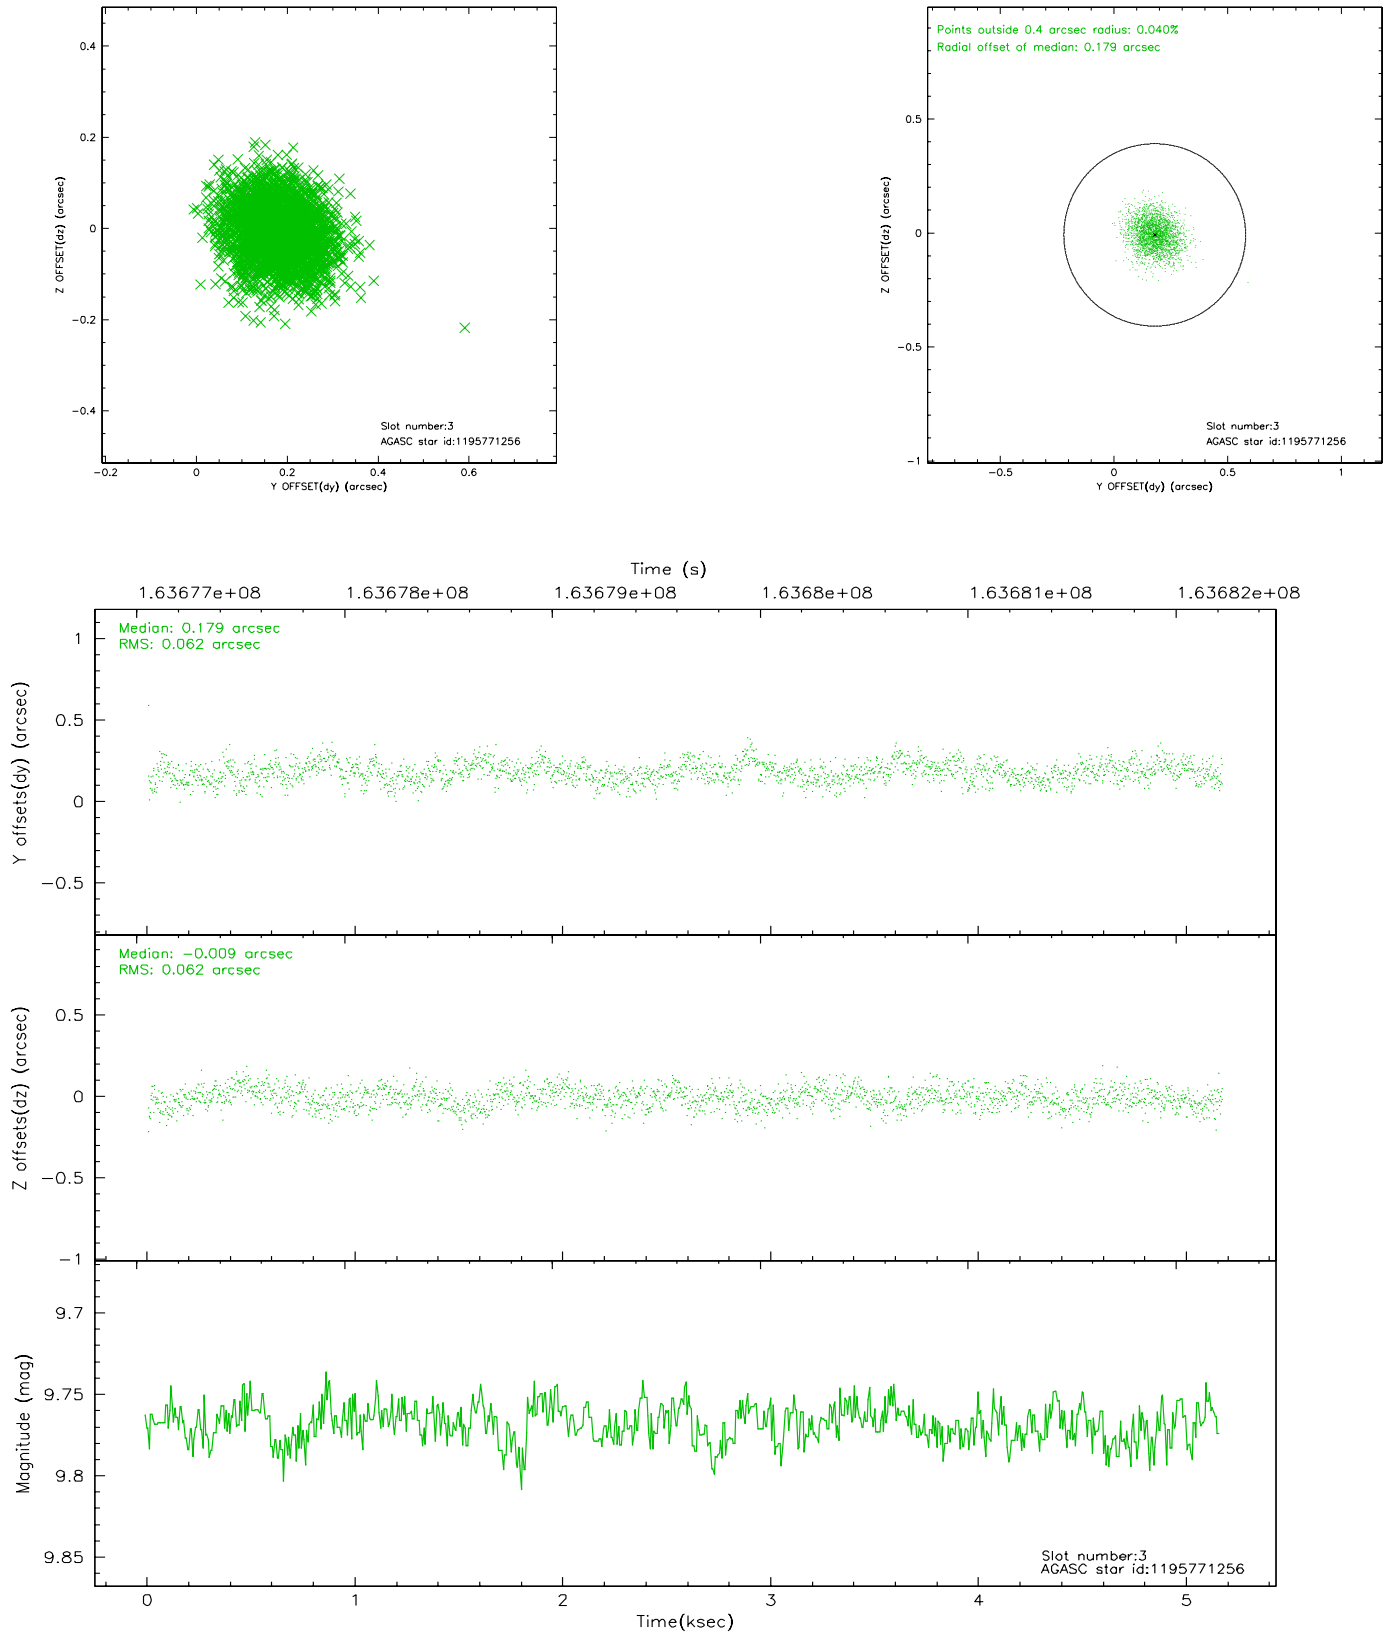 0.4
0.2
0
-0.2
-0.4
Z OFFSET(dz) (arcsec)
Slot number:3
AGASC star id:1195771256
-0.2 0 0.2 0.4 0.6
Y OFFSET(dy) (arcsec)
Points outside 0.4 arcsec radius: 0.040%
Radial offset of median: 0.179 arcsec
0.5
0
-0.5
-1
Z OFFSET(dz) (arcsec)
Slot number:3
AGASC star id:1195771256
-0.5 0 0.5 1
Y OFFSET(dy) (arcsec)
Time (s)
1.63677e+08 1.63678e+08 1.63679e+08 1.6368e+08 1.63681e+08 1.63682e+08
Median: 0.179 arcsec
RMS: 0.062 arcsec
1
0.5
0
-0.5
Y offsets(dy) (arcsec)
Median: -0.009 arcsec
RMS: 0.062 arcsec
0.5
0
-0.5
-1
Z offsets(dz) (arcsec)
9.7
9.75
9.8
9.85
Magnitude (mag)
Slot number:3
AGASC star id:1195771256
0 1 2 3 4 5
Time(ksec)